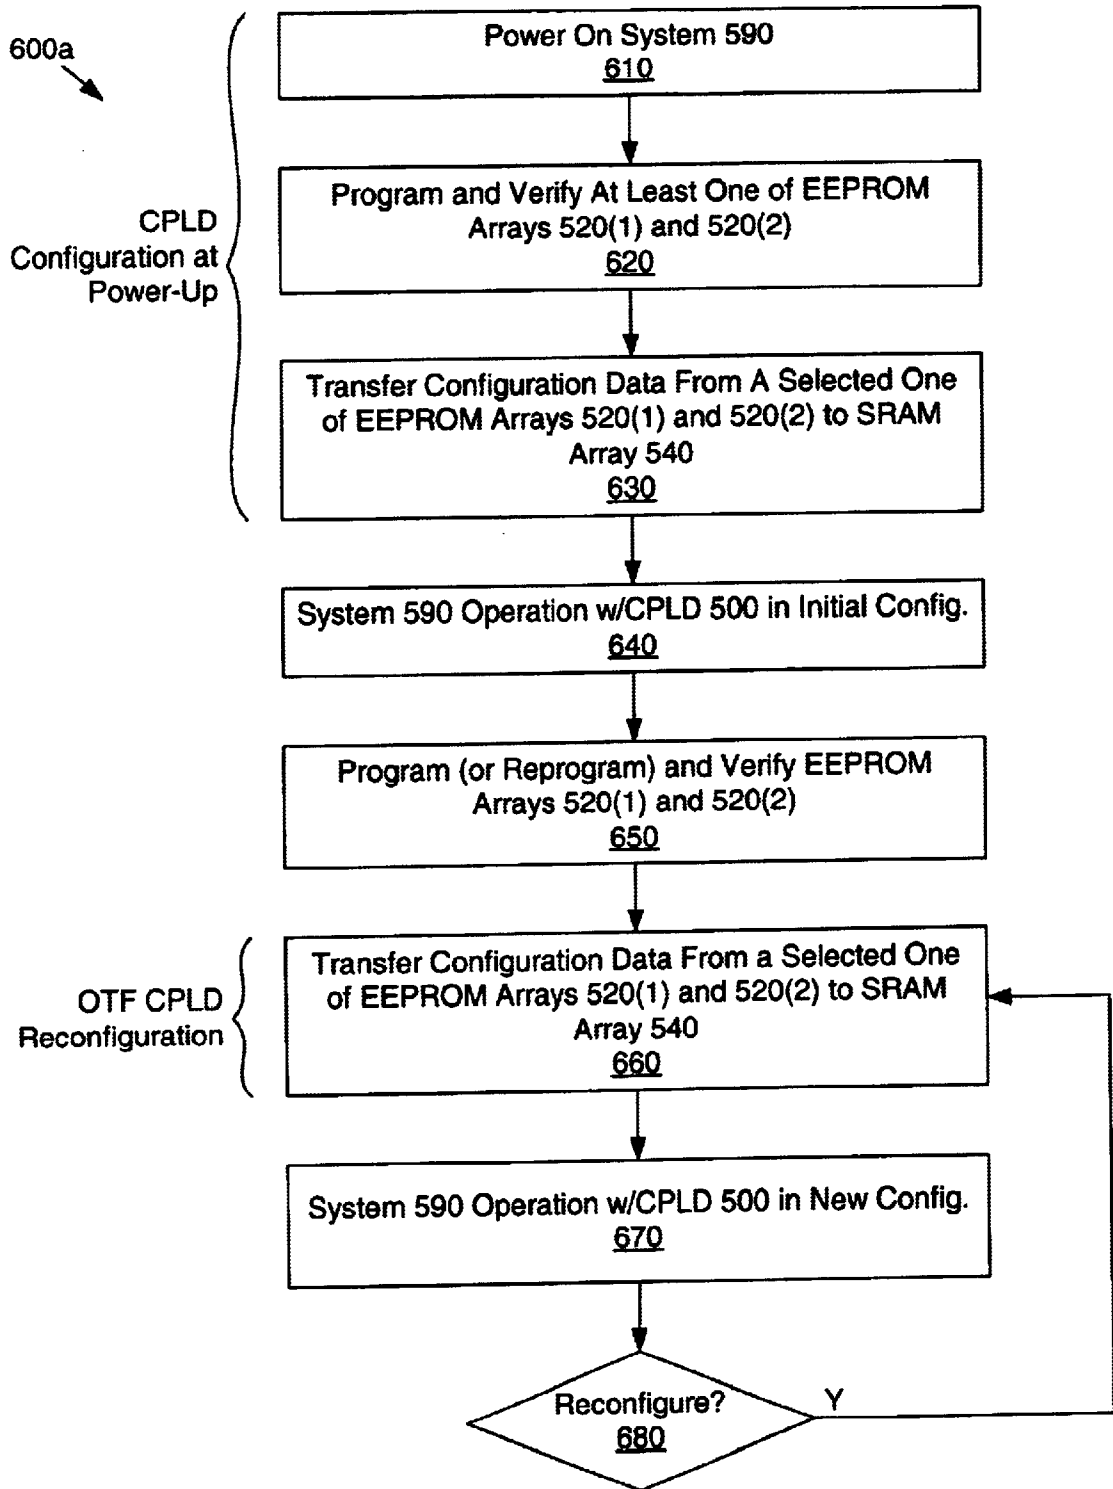 600a
Power On System 590
610
Program and Verify At Least One of EEPROM
Arrays 520(1) and 520(2)
620
CPLD
Configuration at
Power-Up
Transfer Configuration Data From A Selected One
of EEPROM Arrays 520(1) and 520(2) to SRAM
Array 540
630
System 590 Operation w/CPLD 500 in Initial Config.
640
Program (or Reprogram) and Verify EEPROM
Arrays 520(1) and 520(2)
650
OTF CPLD
Reconfiguration
Transfer Configuration Data From a Selected One
of EEPROM Arrays 520(1) and 520(2) to SRAM
Array 540
660
System 590 Operation w/CPLD 500 in New Config.
670
Reconfigure?
680
Y